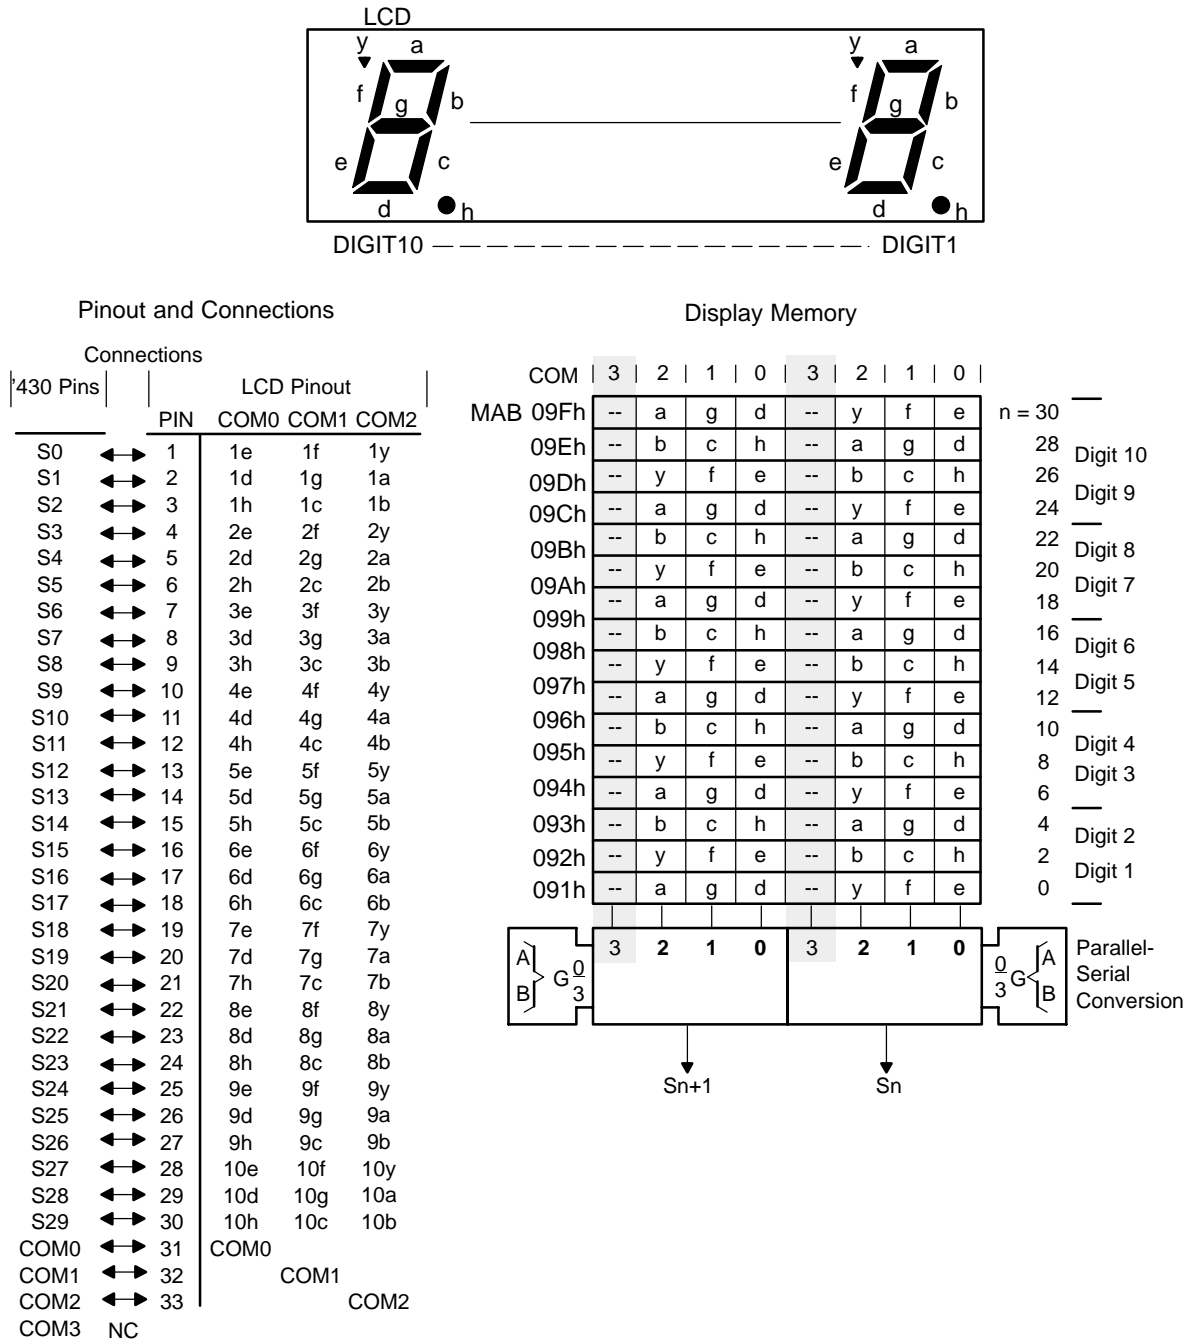 LCD
y a y a
f g b f g b
e c e c
d h d h
DIGIT10 DIGIT1
Pinout and Connections
Connections
'430 Pins LCD Pinout
PIN COM0 COM1 COM2
S0 1 1e 1f 1y
S1 2 1d 1g 1a
S2 3 1h 1c 1b
S3 4 2e 2f 2y
S4 5 2d 2g 2a
S5 6 2h 2c 2b
S6 7 3e 3f 3y
S7 8 3d 3g 3a
S8 9 3h 3c 3b
S9 10 4e 4f 4y
S10 11 4d 4g 4a
S11 12 4h 4c 4b
S12 13 5e 5f 5y
S13 14 5d 5g 5a
S14 15 5h 5c 5b
S15 16 6e 6f 6y
S16 17 6d 6g 6a
S17 18 6h 6c 6b
S18 19 7e 7f 7y
S19 20 7d 7g 7a
S20 21 7h 7c 7b
S21 22 8e 8f 8y
S22 23 8d 8g 8a
S23 24 8h 8c 8b
S24 25 9e 9f 9y
S25 26 9d 9g 9a
S26 27 9h 9c 9b
S27 28 10e 10f 10y
S28 29 10d 10g 10a
S29 30 10h 10c 10b
COM0 31 COM0
COM1 32 COM1
COM2 33 COM2
COM3 NC
Display Memory
COM 3 2 1 0 3 2 1 0
MAB 09Fh -- a g d -- y f e n = 30
09Eh -- b c h -- a g d 28 Digit 10
09Dh -- y f e -- b c h 26
09Ch -- a g d -- y f e 24 Digit 9
09Bh -- b c h -- a g d 22 Digit 8
09Ah -- y f e -- b c h 20 Digit 7
099h -- a g d -- y f e 18
098h -- b c h -- a g d 16 Digit 6
097h -- y f e -- b c h 14 Digit 5
096h -- a g d -- y f e 12
095h -- b c h -- a g d 10 Digit 4
094h -- y f e -- b c h 8 Digit 3
-- a g d -- y f e 6
093h -- b c h -- a g d 4 Digit 2
092h -- y f e -- b c h 2 Digit 1
091h -- a g d -- y f e 0
A B G 0 3 3 2 1 0 3 2 1 0 0 3 G A B
Parallel-
Serial
Conversion
Sn+1 Sn